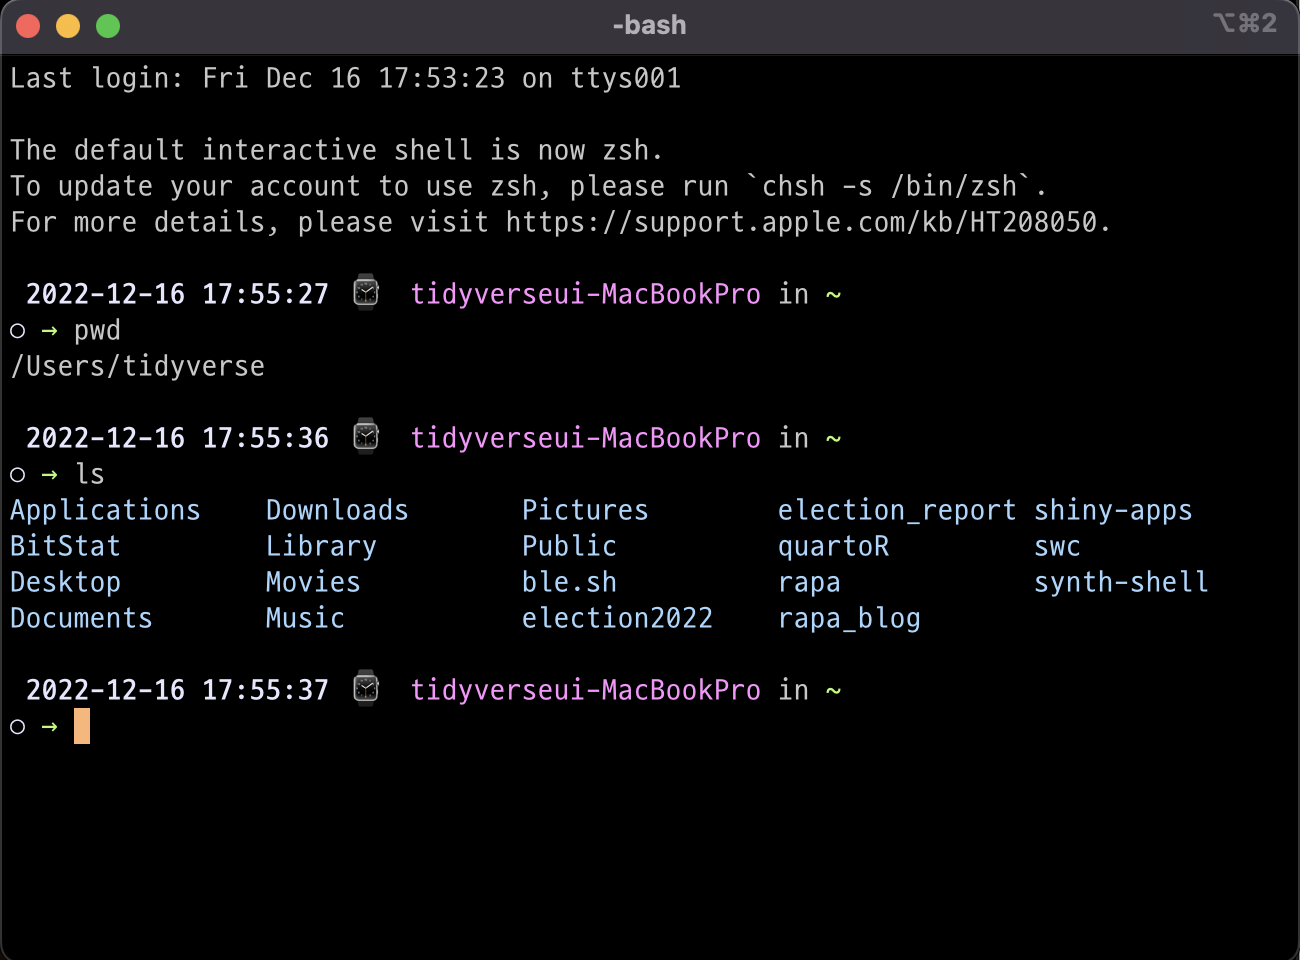 -bash
⌥⌘2
Last login: Fri Dec 16 17:53:23 on ttys001
The default interactive shell is now zsh.
To update your account to use zsh, please run `chsh -s /bin/zsh`.
For more details, please visit https://support.apple.com/kb/HT208050.
2022-12-16 17:55:27 ⌚ tidyverseui-MacBookPro in ~
○ → pwd
/Users/tidyverse
2022-12-16 17:55:36 ⌚ tidyverseui-MacBookPro in ~
○ → ls
Applications Downloads Pictures election_report shiny-apps
BitStat Library Public quartoR swc
Desktop Movies ble.sh rapa synth-shell
Documents Music election2022 rapa_blog
2022-12-16 17:55:37 ⌚ tidyverseui-MacBookPro in ~
○ →